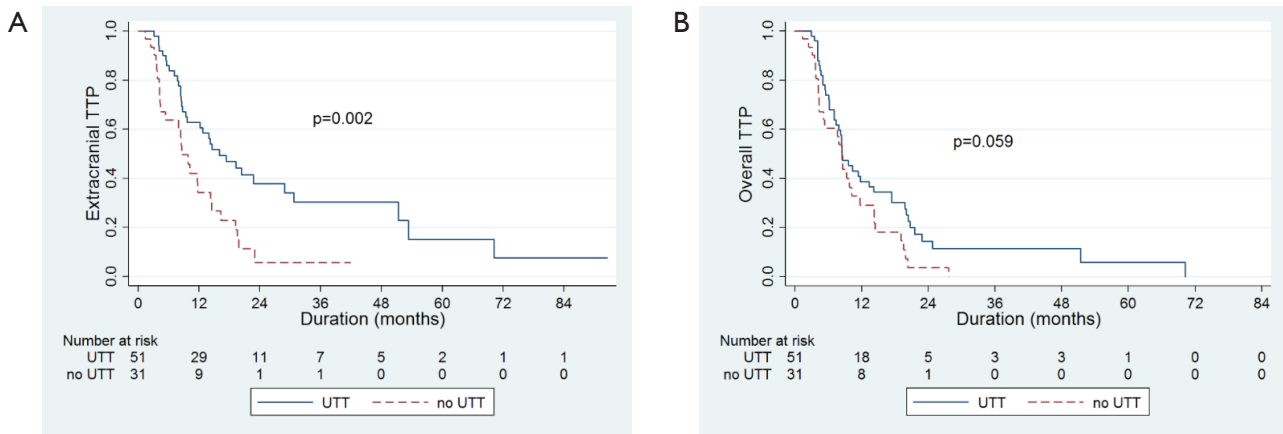 A
Extracranial TTP
1.0
0.8
0.6
0.4
0.2
0.0
p=0.002
0 12 24 36 48 60 72 84
Duration (months)
Number at risk
UTT 51 29 11 7 5 2 1 1
no UTT 31 9 1 1 0 0 0 0
UTT no UTT
B
Overall TTP
1.0
0.8
0.6
0.4
0.2
0.0
p=0.059
0 12 24 36 48 60 72 84
Duration (months)
Number at risk
UTT 51 18 5 3 3 1 0 0
no UTT 31 8 1 0 0 0 0 0
UTT no UTT